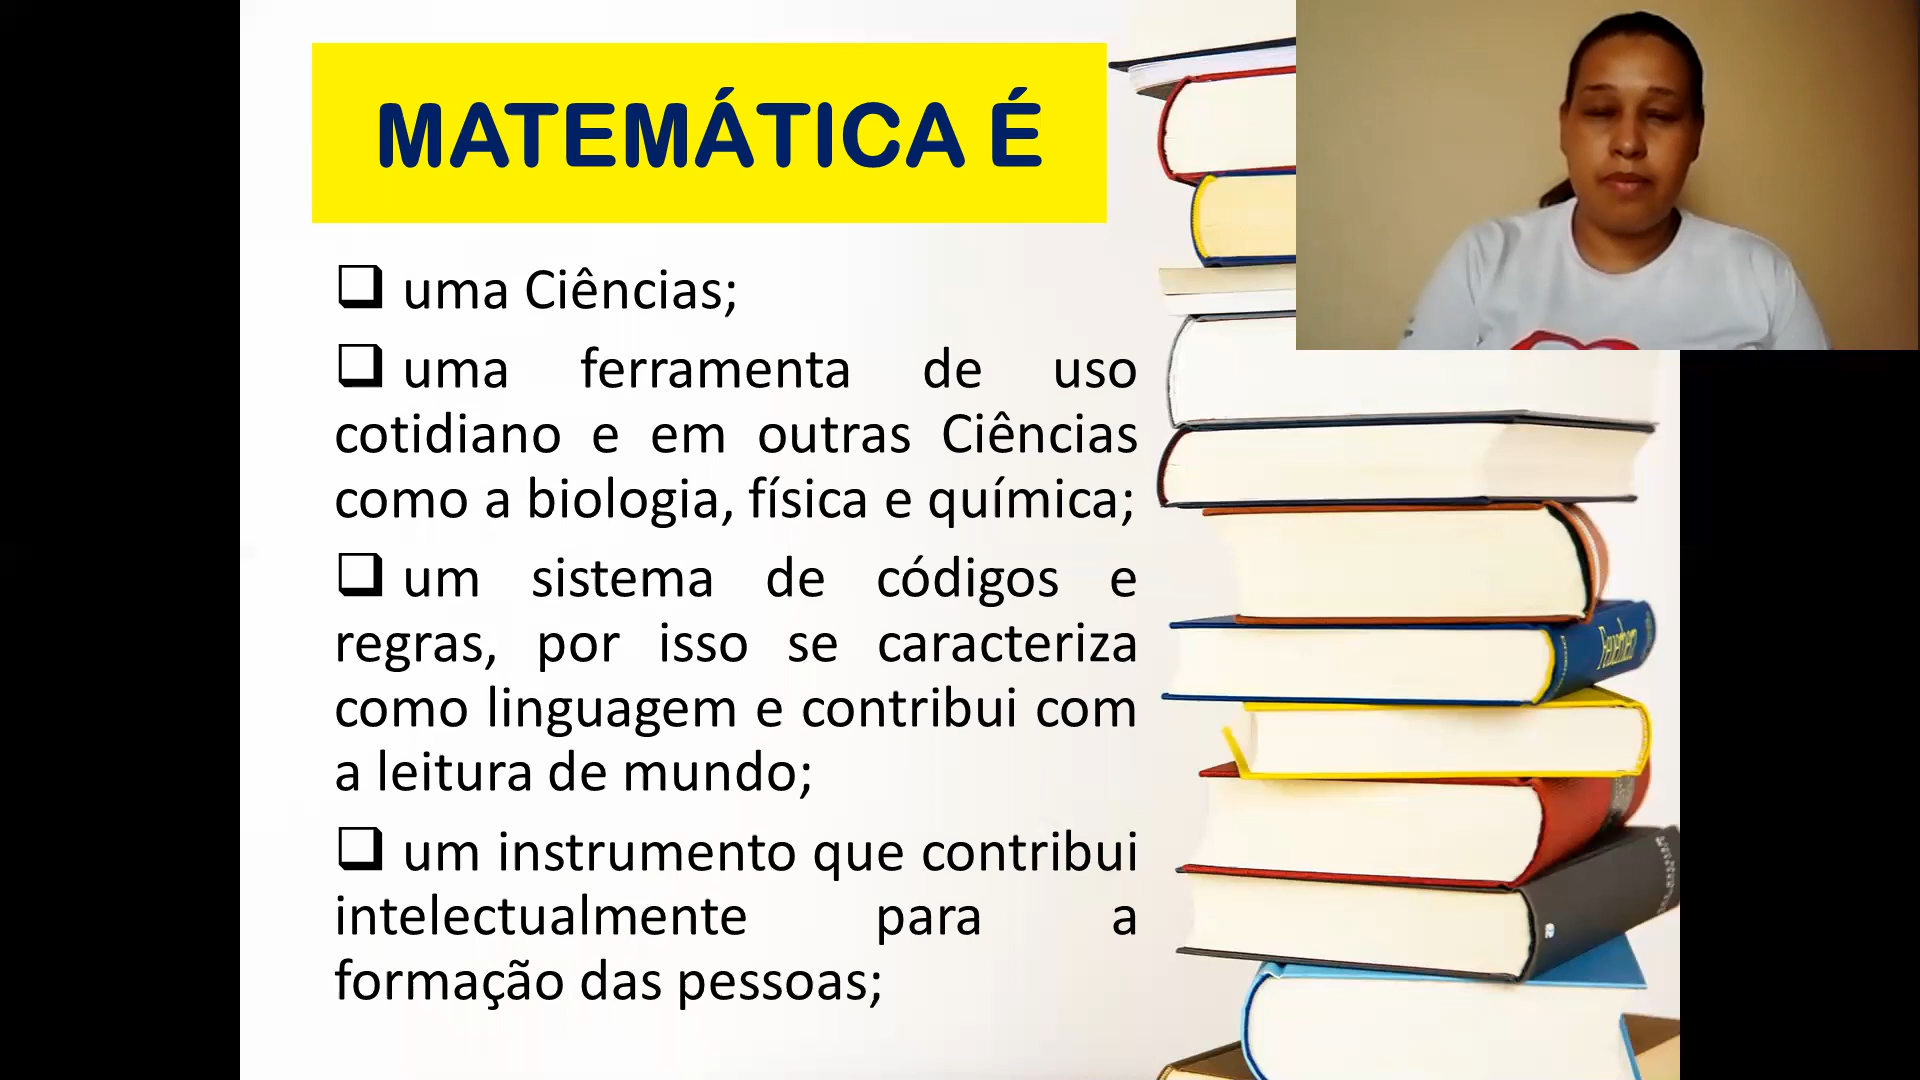 MATEMÁTICA É
uma Ciências;
uma ferramenta de uso
cotidiano e em outras Ciências
como a biologia, física e química;
um sistema de códigos e
regras, por isso se caracteriza
como linguagem e contribui com
a leitura de mundo;
um instrumento que contribui
intelectualmente para a
formação das pessoas;